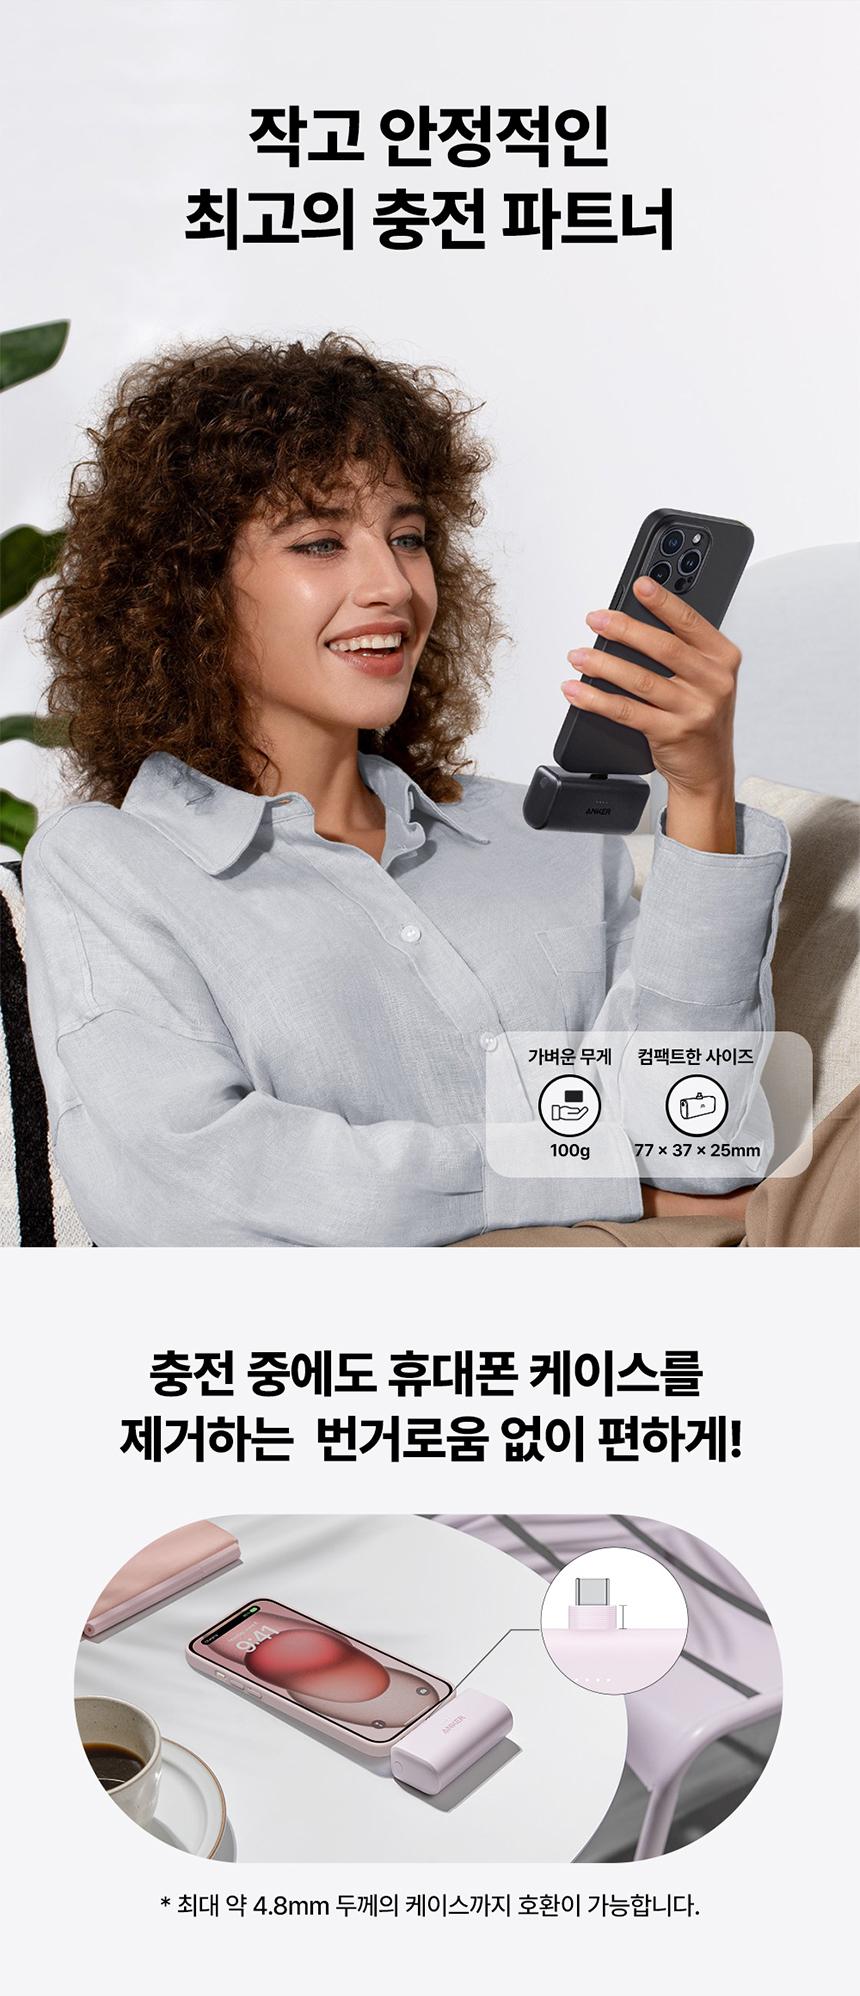 작고 안정적인
최고의 충전 파트너
ANKER
가벼운 무게
컴팩트한 사이즈
100g
77 × 37 × 25mm
충전 중에도 휴대폰 케이스를
제거하는 번거로움 없이 편하게!
9:41
ANKER
* 최대 약 4.8mm 두께의 케이스까지 호환이 가능합니다.